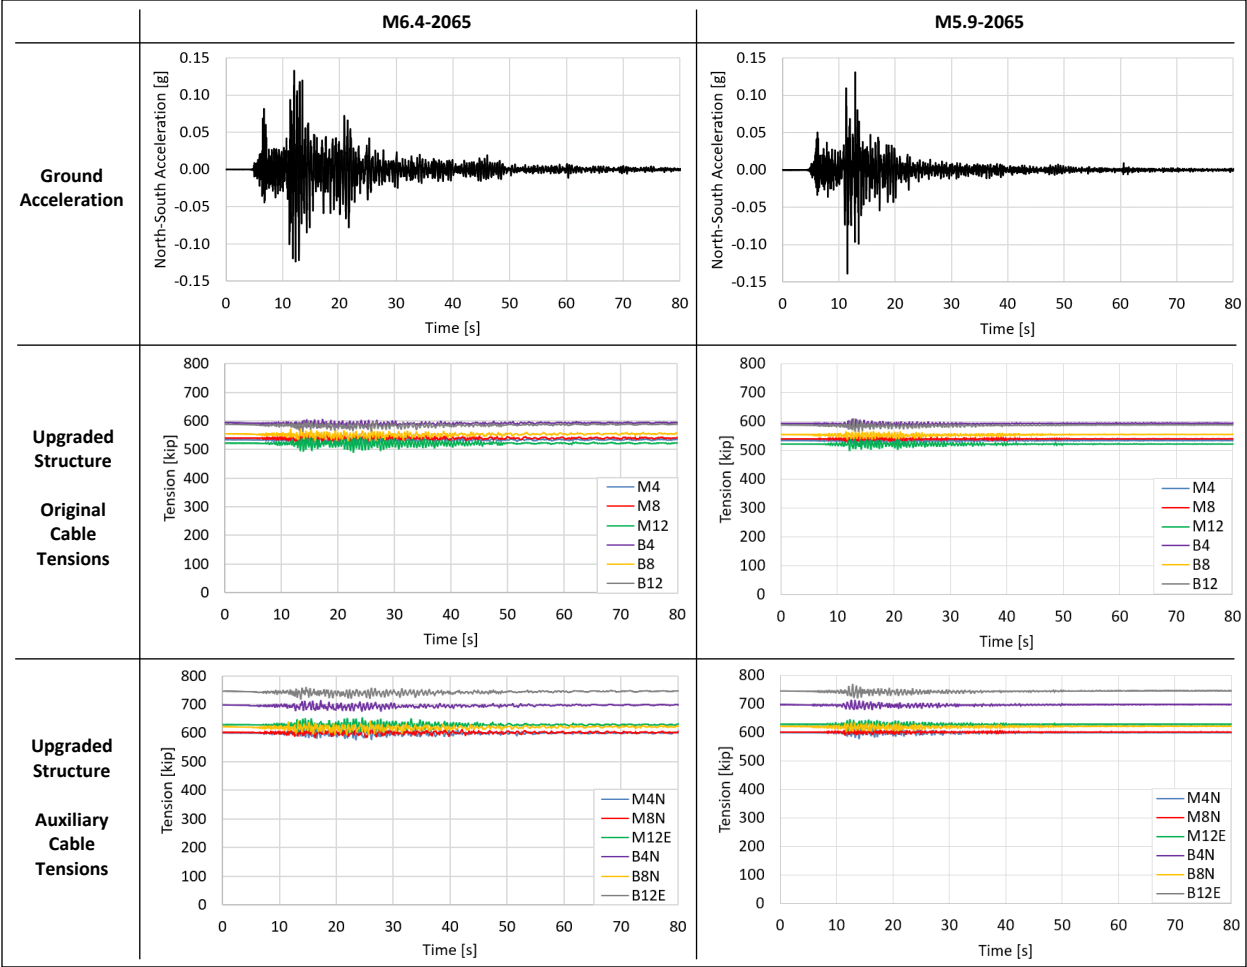 M6.4-2065
M5.9-2065
Ground
Acceleration
North-South Acceleration [g]
0.15
0.10
0.05
0.00
-0.05
-0.10
-0.15
0 10 20 30 40 50 60 70 80
Time [s]
North-South Acceleration [g]
0.15
0.10
0.05
0.00
-0.05
-0.10
-0.15
0 10 20 30 40 50 60 70 80
Time [s]
Upgraded
Structure
Original
Cable
Tensions
Tension [kip]
800
700
600
500
400
300
200
100
0
M4
M8
M12
B4
B8
B12
0 10 20 30 40 50 60 70 80
Time [s]
Tension [kip]
800
700
600
500
400
300
200
100
0
M4
M8
M12
B4
B8
B12
0 10 20 30 40 50 60 70 80
Time [s]
Upgraded
Structure
Auxiliary
Cable
Tensions
Tension [kip]
800
700
600
500
400
300
200
100
0
M4N
M8N
M12E
B4N
B8N
B12E
0 10 20 30 40 50 60 70 80
Time [s]
Tension [kip]
800
700
600
500
400
300
200
100
0
M4N
M8N
M12E
B4N
B8N
B12E
0 10 20 30 40 50 60 70 80
Time [s]